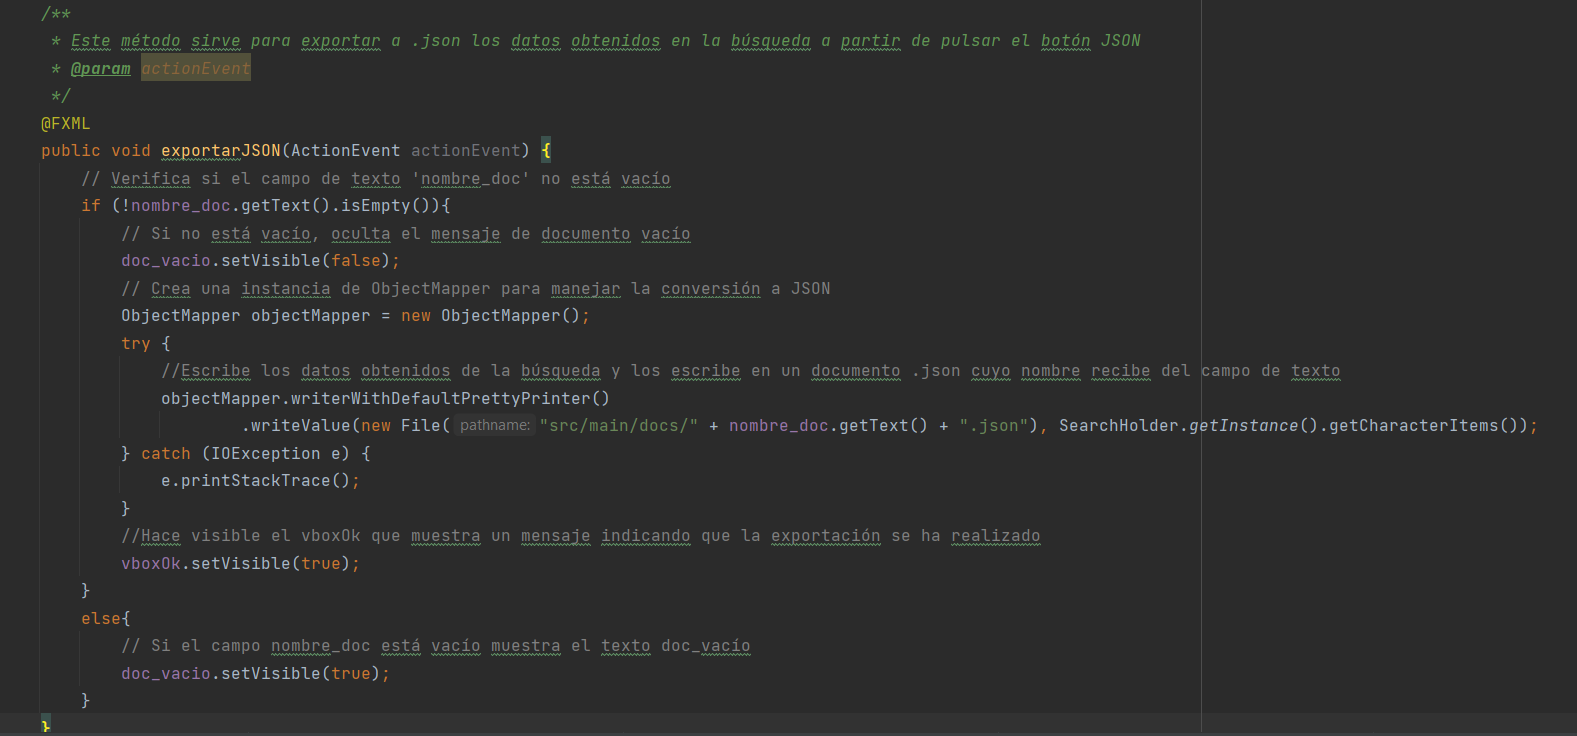 /**
 * Este método sirve para exportar a .json los datos obtenidos en la búsqueda a partir de pulsar el botón JSON
 * @param actionEvent
 */
@FXML
public void exportarJSON(ActionEvent actionEvent) {
    // Verifica si el campo de texto 'nombre_doc' no está vacío
    if (!nombre_doc.getText().isEmpty()){
        // Si no está vacío, oculta el mensaje de documento vacío
        doc_vacio.setVisible(false);
        // Crea una instancia de ObjectMapper para manejar la conversión a JSON
        ObjectMapper objectMapper = new ObjectMapper();
        try {
            //Escribe los datos obtenidos de la búsqueda y los escribe en un documento .json cuyo nombre recibe del campo de texto
            objectMapper.writerWithDefaultPrettyPrinter()
                    .writeValue(new File( pathname: "src/main/docs/" + nombre_doc.getText() + ".json"), SearchHolder.getInstance().getCharacterItems());
        } catch (IOException e) {
            e.printStackTrace();
        }
        //Hace visible el vboxOk que muestra un mensaje indicando que la exportación se ha realizado
        vboxOk.setVisible(true);
    }
    else{
        // Si el campo nombre_doc está vacío muestra el texto doc_vacío
        doc_vacio.setVisible(true);
    }
}